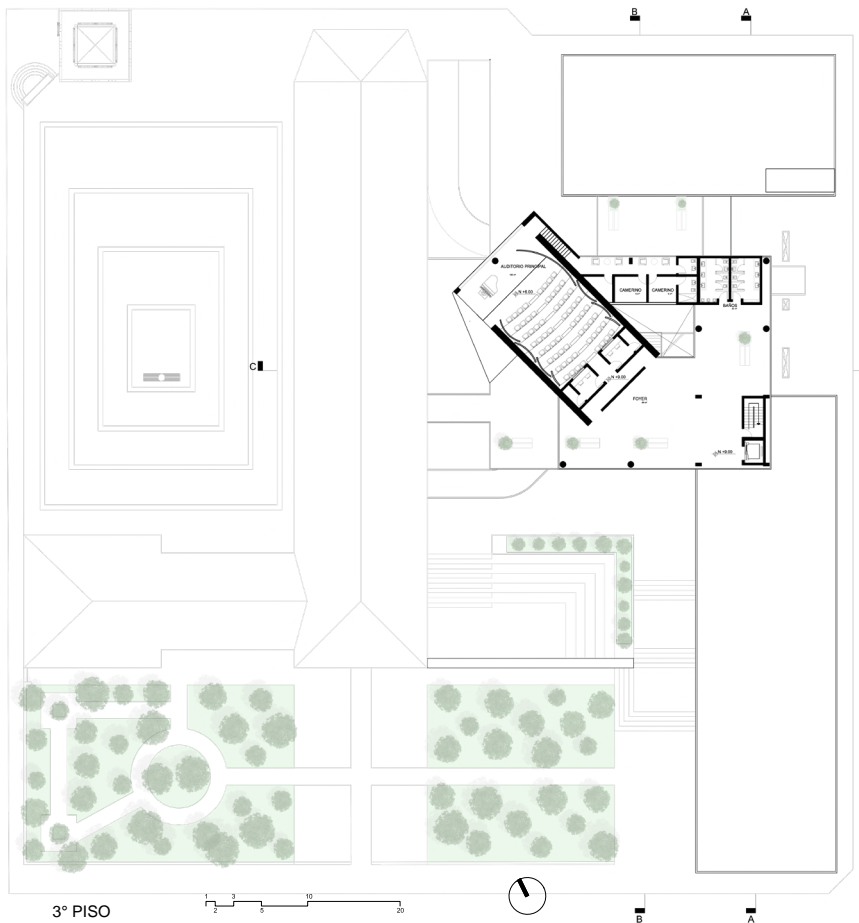 B
A
AUDITORIO PRINCIPAL
N +6.00
CAMERINO
CAMERINO
BAÑOS
C
N +9.00
FOYER
N +9.00
3° PISO
1 3 10
2 5 20
B
A